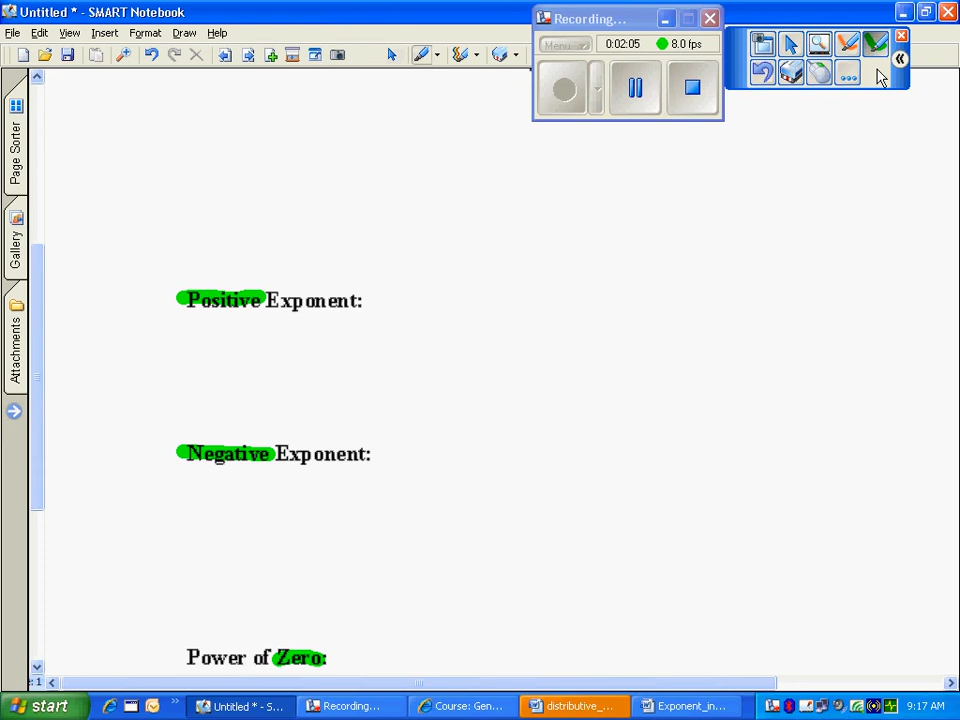 Untitled * - SMART Notebook
Recording...
File Edit View Insert Format Draw Help
Menu
0:02:05
8.0 fps
Page Sorter
Gallery
Attachments
Positive Exponent:
Negative Exponent:
Power of Zero:
start
Untitled * - S...
Recording...
Course: Gen...
distributive_...
Exponent_in...
9:17 AM